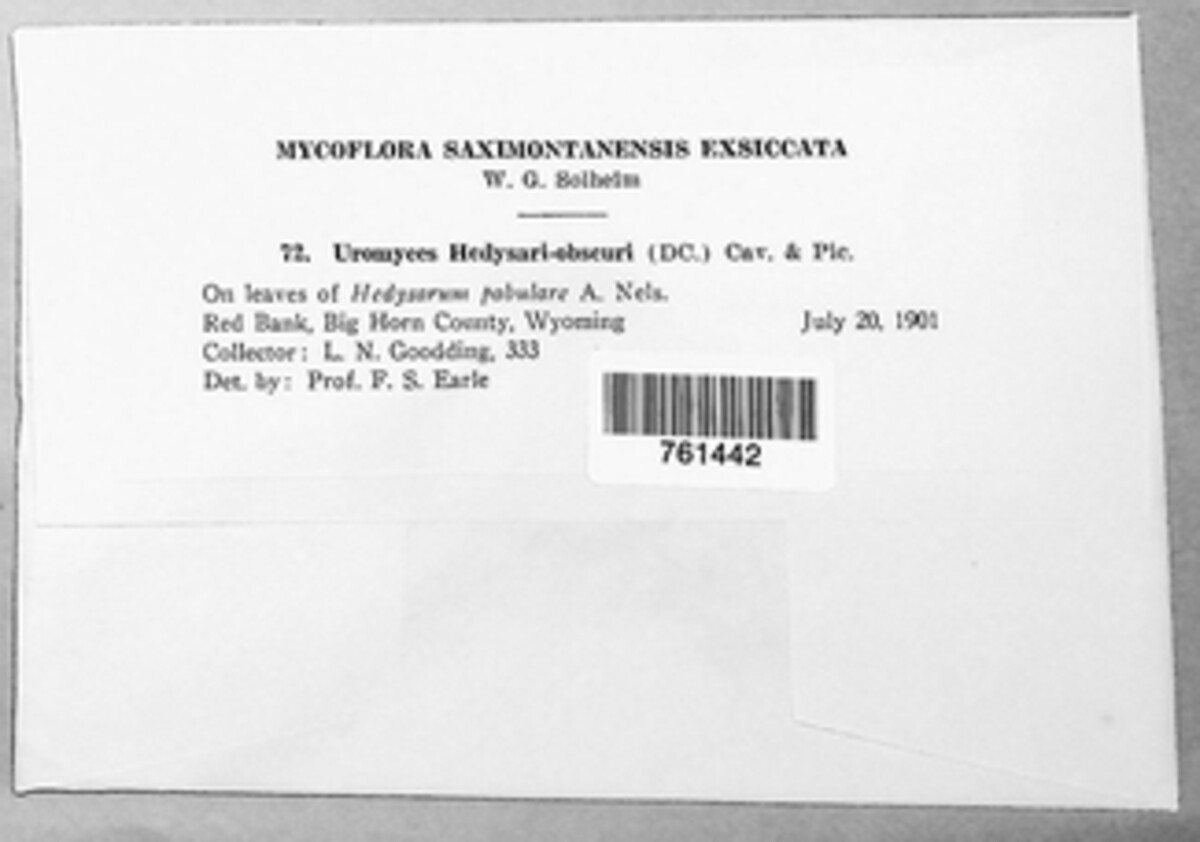 MYCOFLORA SAXIMONTANENSIS EXSICCATA
W. G. Solheim
72. Uromyces Hedysari-obscuri (DC.) Car. & Pic.
On leaves of Hedysarum pabulare A. Nels.
Red Bank, Big Horn County, Wyoming July 20, 1901
Collector: L. N. Goodding, 333
Det. by: Prof. F. S. Earle
761442